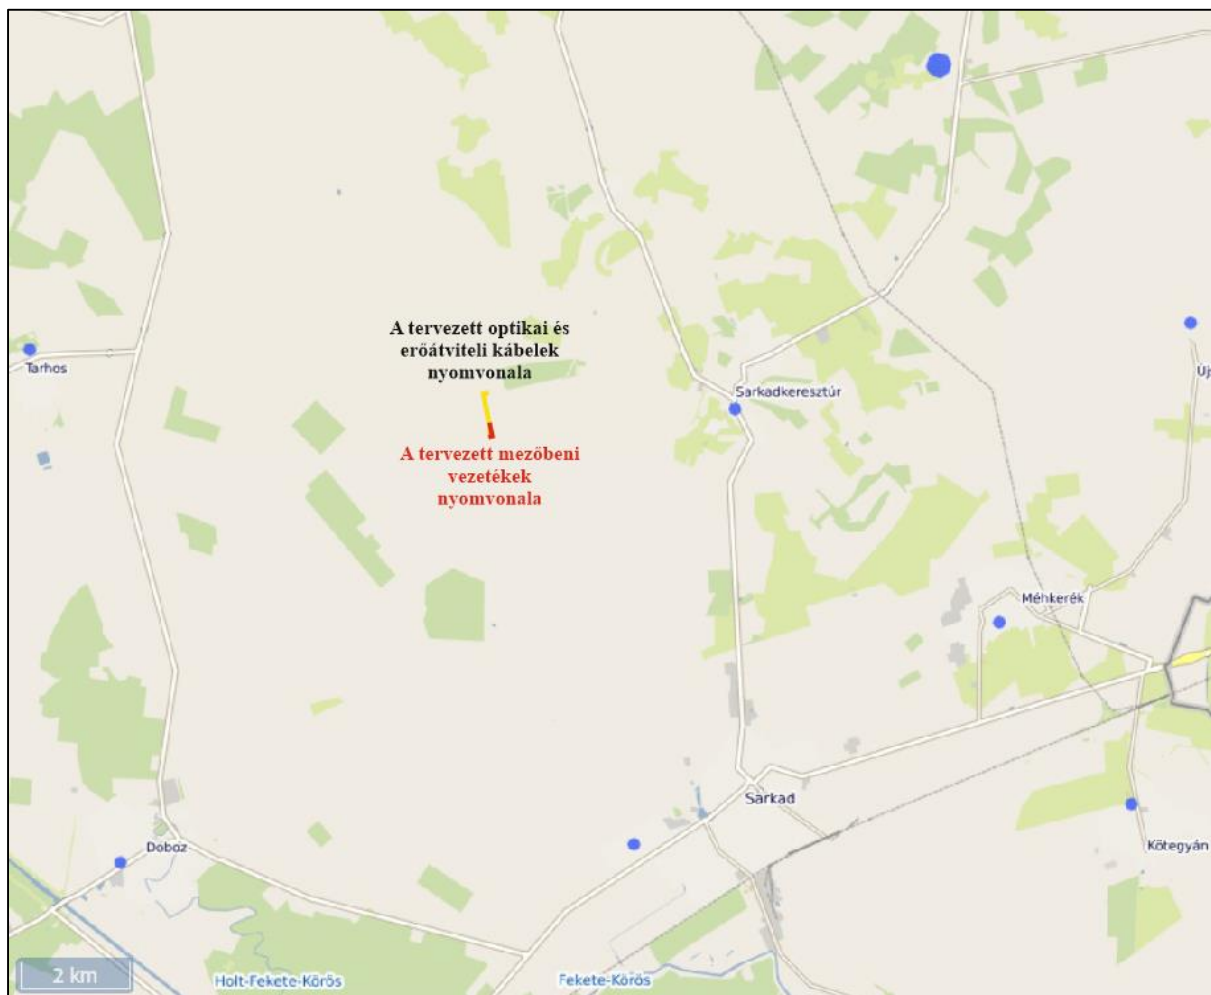 A tervezett optikai és
erőátviteli kábelek
nyomvonala
Tarhos
Új
Sarkadkeresztúr
A tervezett mezőbeni
vezetékek
nyomvonala
Méhkerék
Sarkad
Doboz
Kötegyán
2 km
Holt-Fekete-Körös
Fekete-Körös